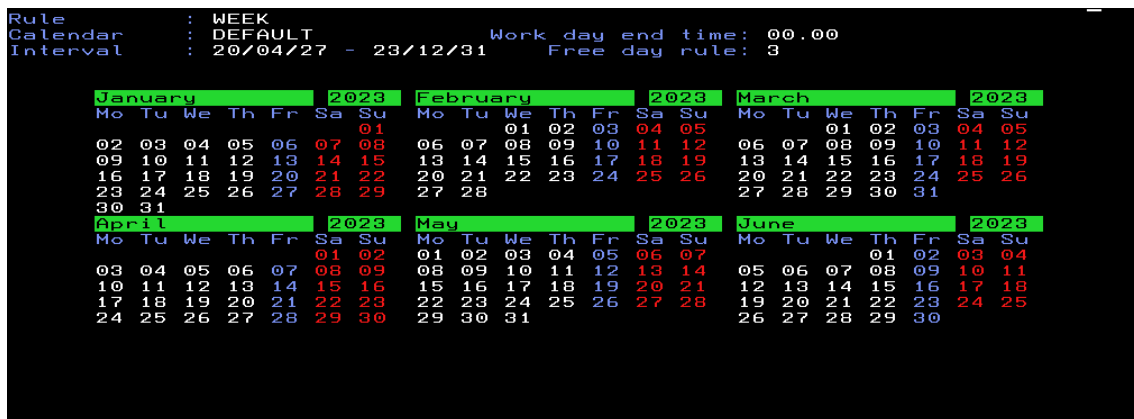 Rule : WEEK
Calendar : DEFAULT Work day end time: 00.00
Interval : 20/04/27 - 23/12/31 Free day rule: 3
January 2023 February 2023 March 2023
Mo Tu We Th Fr Sa Su Mo Tu We Th Fr Sa Su Mo Tu We Th Fr Sa Su
01 01 02 03 04 05 01 02 03 04 05
02 03 04 05 06 07 08 06 07 08 09 10 11 12 06 07 08 09 10 11 12
09 10 11 12 13 14 15 13 14 15 16 17 18 19 13 14 15 16 17 18 19
16 17 18 19 20 21 22 20 21 22 23 24 25 26 20 21 22 23 24 25 26
23 24 25 26 27 28 29 27 28 27 28 29 30 31
30 31
April 2023 May 2023 June 2023
Mo Tu We Th Fr Sa Su Mo Tu We Th Fr Sa Su Mo Tu We Th Fr Sa Su
01 02 01 02 03 04 05 06 07 01 02 03 04
03 04 05 06 07 08 09 08 09 10 11 12 13 14 05 06 07 08 09 10 11
10 11 12 13 14 15 16 15 16 17 18 19 20 21 12 13 14 15 16 17 18
17 18 19 20 21 22 23 22 23 24 25 26 27 28 19 20 21 22 23 24 25
24 25 26 27 28 29 30 29 30 31 26 27 28 29 30